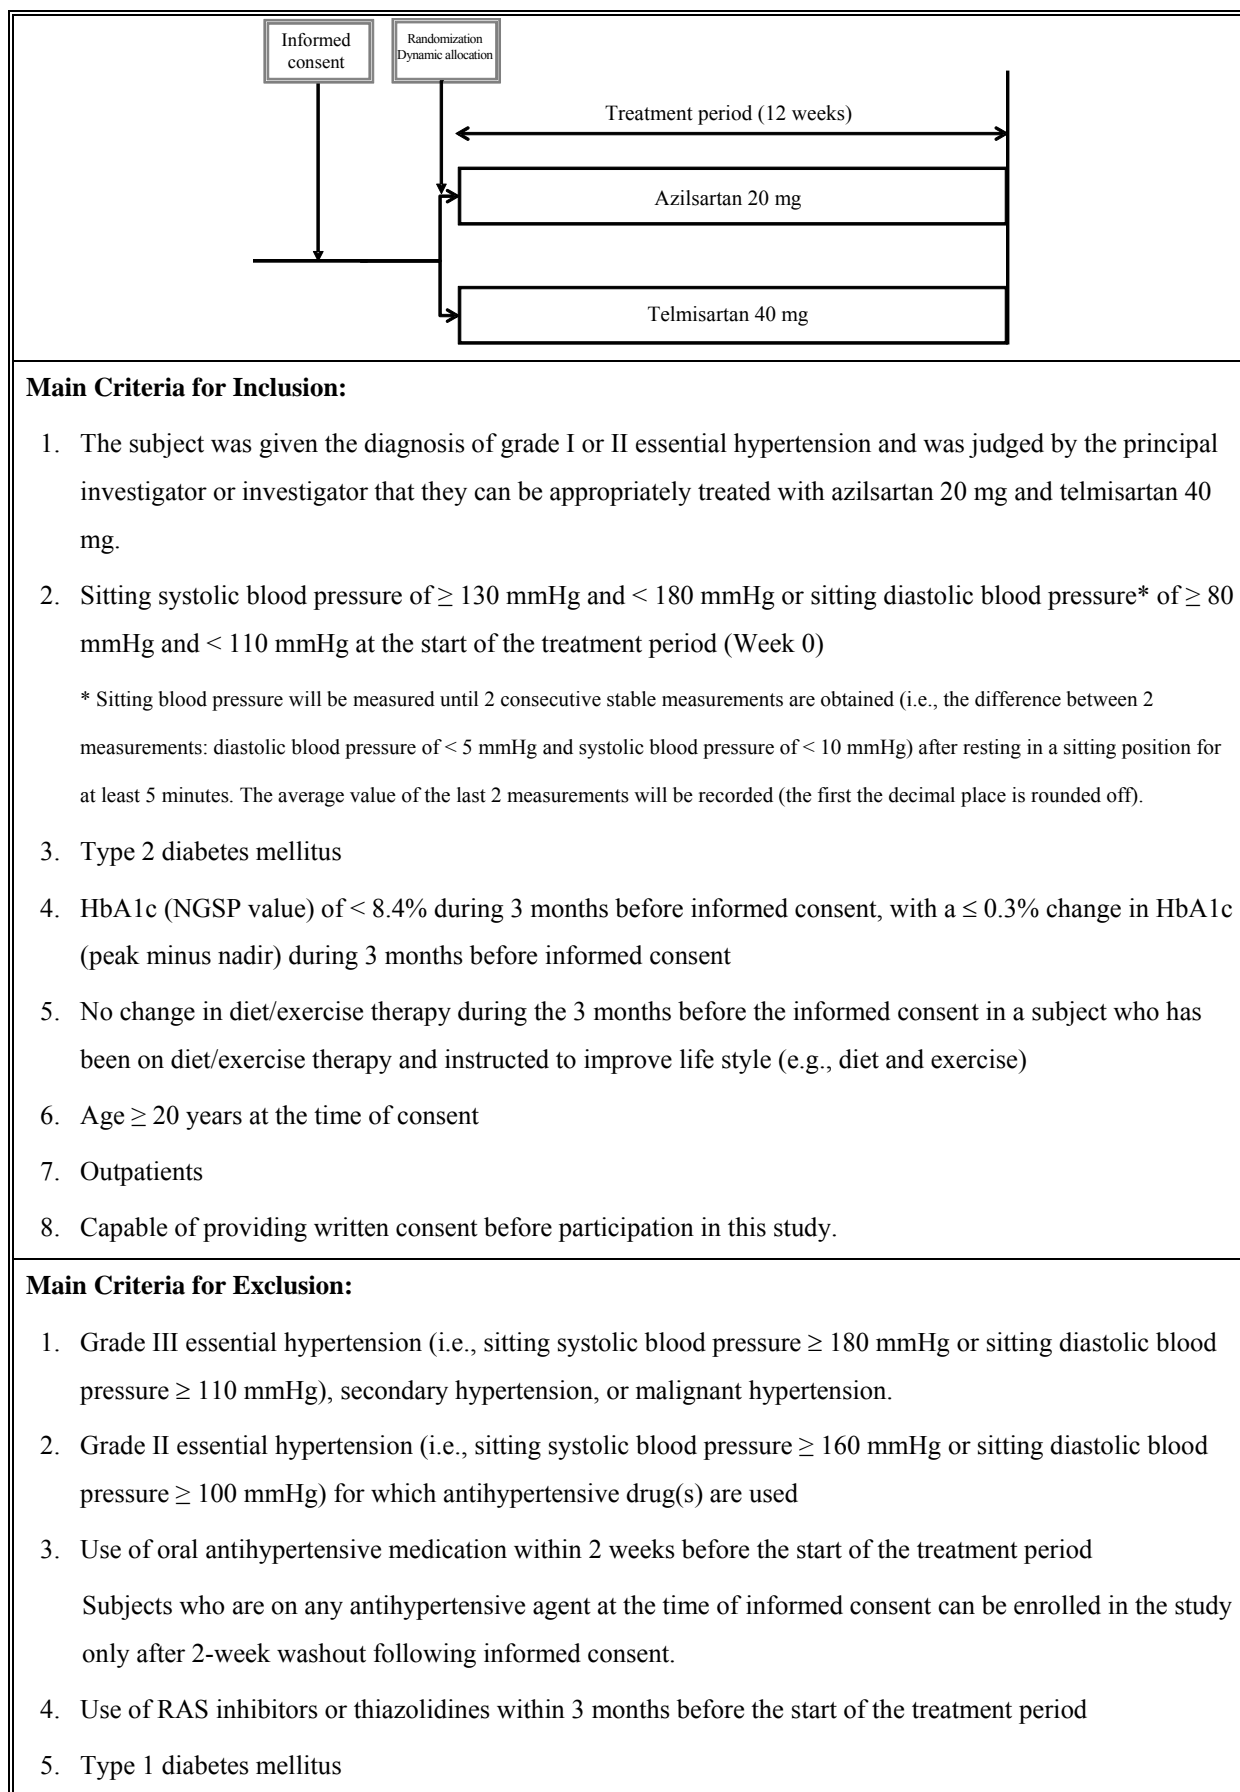 Informed
consent
Randomization
Dynamic allocation
Treatment period (12 weeks)
Azilsartan 20 mg
Telmisartan 40 mg
Main Criteria for Inclusion:
1. The subject was given the diagnosis of grade I or II essential hypertension and was judged by the principal
investigator or investigator that they can be appropriately treated with azilsartan 20 mg and telmisartan 40
mg.
2. Sitting systolic blood pressure of ≥ 130 mmHg and < 180 mmHg or sitting diastolic blood pressure* of ≥ 80
mmHg and < 110 mmHg at the start of the treatment period (Week 0)
* Sitting blood pressure will be measured until 2 consecutive stable measurements are obtained (i.e., the difference between 2
measurements: diastolic blood pressure of < 5 mmHg and systolic blood pressure of < 10 mmHg) after resting in a sitting position for
at least 5 minutes. The average value of the last 2 measurements will be recorded (the first the decimal place is rounded off).
3. Type 2 diabetes mellitus
4. HbA1c (NGSP value) of < 8.4% during 3 months before informed consent, with a ≤ 0.3% change in HbA1c
(peak minus nadir) during 3 months before informed consent
5. No change in diet/exercise therapy during the 3 months before the informed consent in a subject who has
been on diet/exercise therapy and instructed to improve life style (e.g., diet and exercise)
6. Age ≥ 20 years at the time of consent
7. Outpatients
8. Capable of providing written consent before participation in this study.
Main Criteria for Exclusion:
1. Grade III essential hypertension (i.e., sitting systolic blood pressure ≥ 180 mmHg or sitting diastolic blood
pressure ≥ 110 mmHg), secondary hypertension, or malignant hypertension.
2. Grade II essential hypertension (i.e., sitting systolic blood pressure ≥ 160 mmHg or sitting diastolic blood
pressure ≥ 100 mmHg) for which antihypertensive drug(s) are used
3. Use of oral antihypertensive medication within 2 weeks before the start of the treatment period
Subjects who are on any antihypertensive agent at the time of informed consent can be enrolled in the study
only after 2-week washout following informed consent.
4. Use of RAS inhibitors or thiazolidines within 3 months before the start of the treatment period
5. Type 1 diabetes mellitus